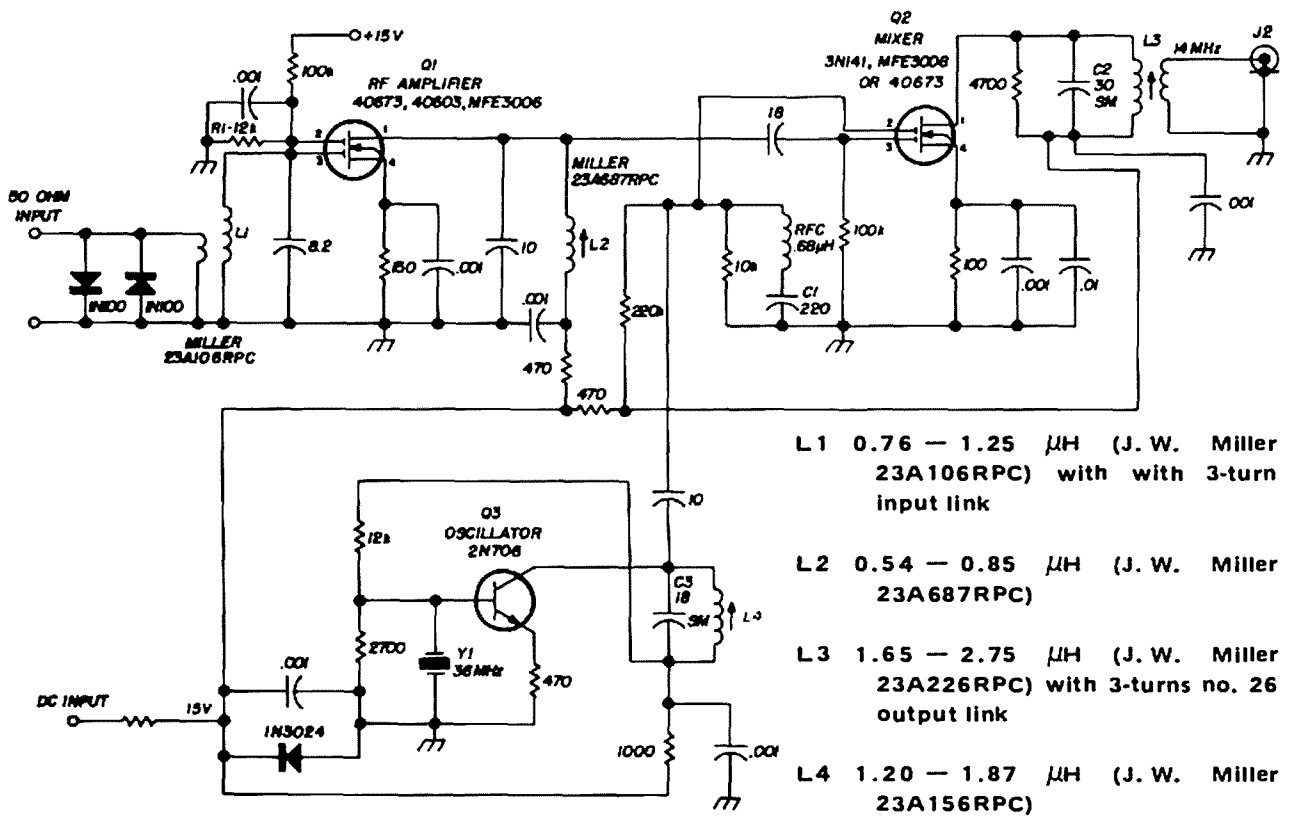 +15V
.001
100k
R1-12k
Q1
RF AMPLIFIER
40673, 40603, MFE3006
2
3
1
4
50 OHM
INPUT
1N100
1N100
L1
8.2
MILLER
23A106RPC
150
.001
10
MILLER
23A687RPC
L2
.001
470
470
220k
18
Q2
MIXER
3N141, MFE3006
OR 40673
2
3
1
4
10k
RFC
.68μH
C1
220
100k
100
.001
.01
4700
C2
30
SM
L3
14 MHz
J2
.001
10
12k
2700
Q3
OSCILLATOR
2N706
Y1
36MHz
470
C3
18
SM
L4
DC INPUT
15V
.001
1N3024
1000
.001
L1 0.76 — 1.25 μH (J. W. Miller
23A106RPC) with with 3-turn
input link
L2 0.54 — 0.85 μH (J. W. Miller
23A687RPC)
L3 1.65 — 2.75 μH (J. W. Miller
23A226RPC) with 3-turns no. 26
output link
L4 1.20 — 1.87 μH (J. W. Miller
23A156RPC)